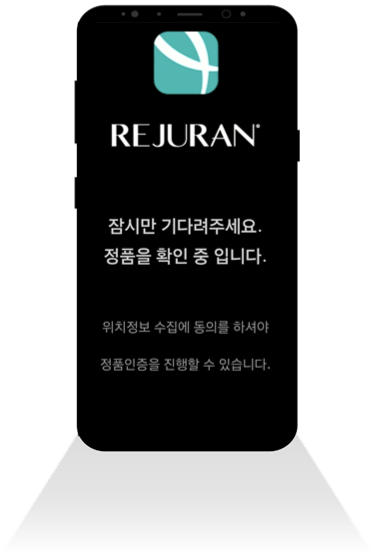 REJURAN®
잠시만 기다려주세요.
정품을 확인 중 입니다.
위치정보 수집에 동의를 하셔야
정품인증을 진행할 수 있습니다.